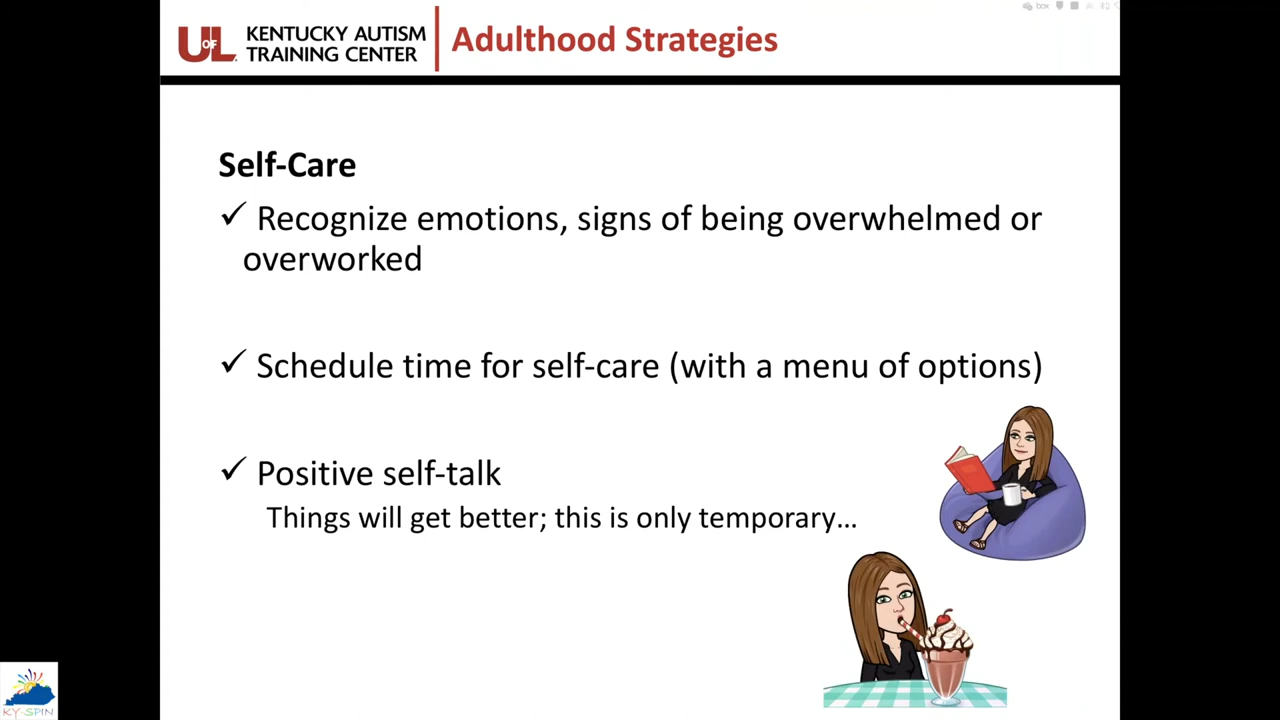 box
UofL KENTUCKY AUTISM
TRAINING CENTER
Adulthood Strategies
Self-Care
✓ Recognize emotions, signs of being overwhelmed or
overworked
✓ Schedule time for self-care (with a menu of options)
✓ Positive self-talk
Things will get better; this is only temporary...
KY-SPIN